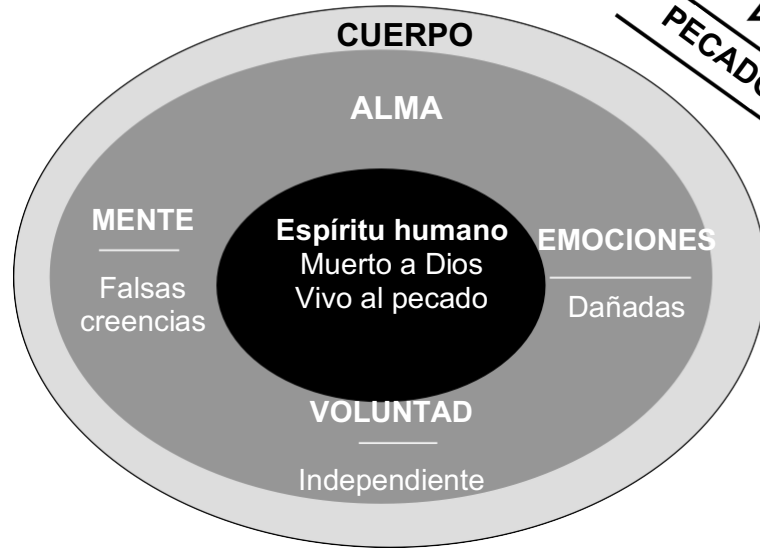 CUERPO
PECADO
ALMA
MENTE
Falsas
creencias
Espíritu humano
Muerto a Dios
Vivo al pecado
EMOCIONES
Dañadas
VOLUNTAD
Independiente